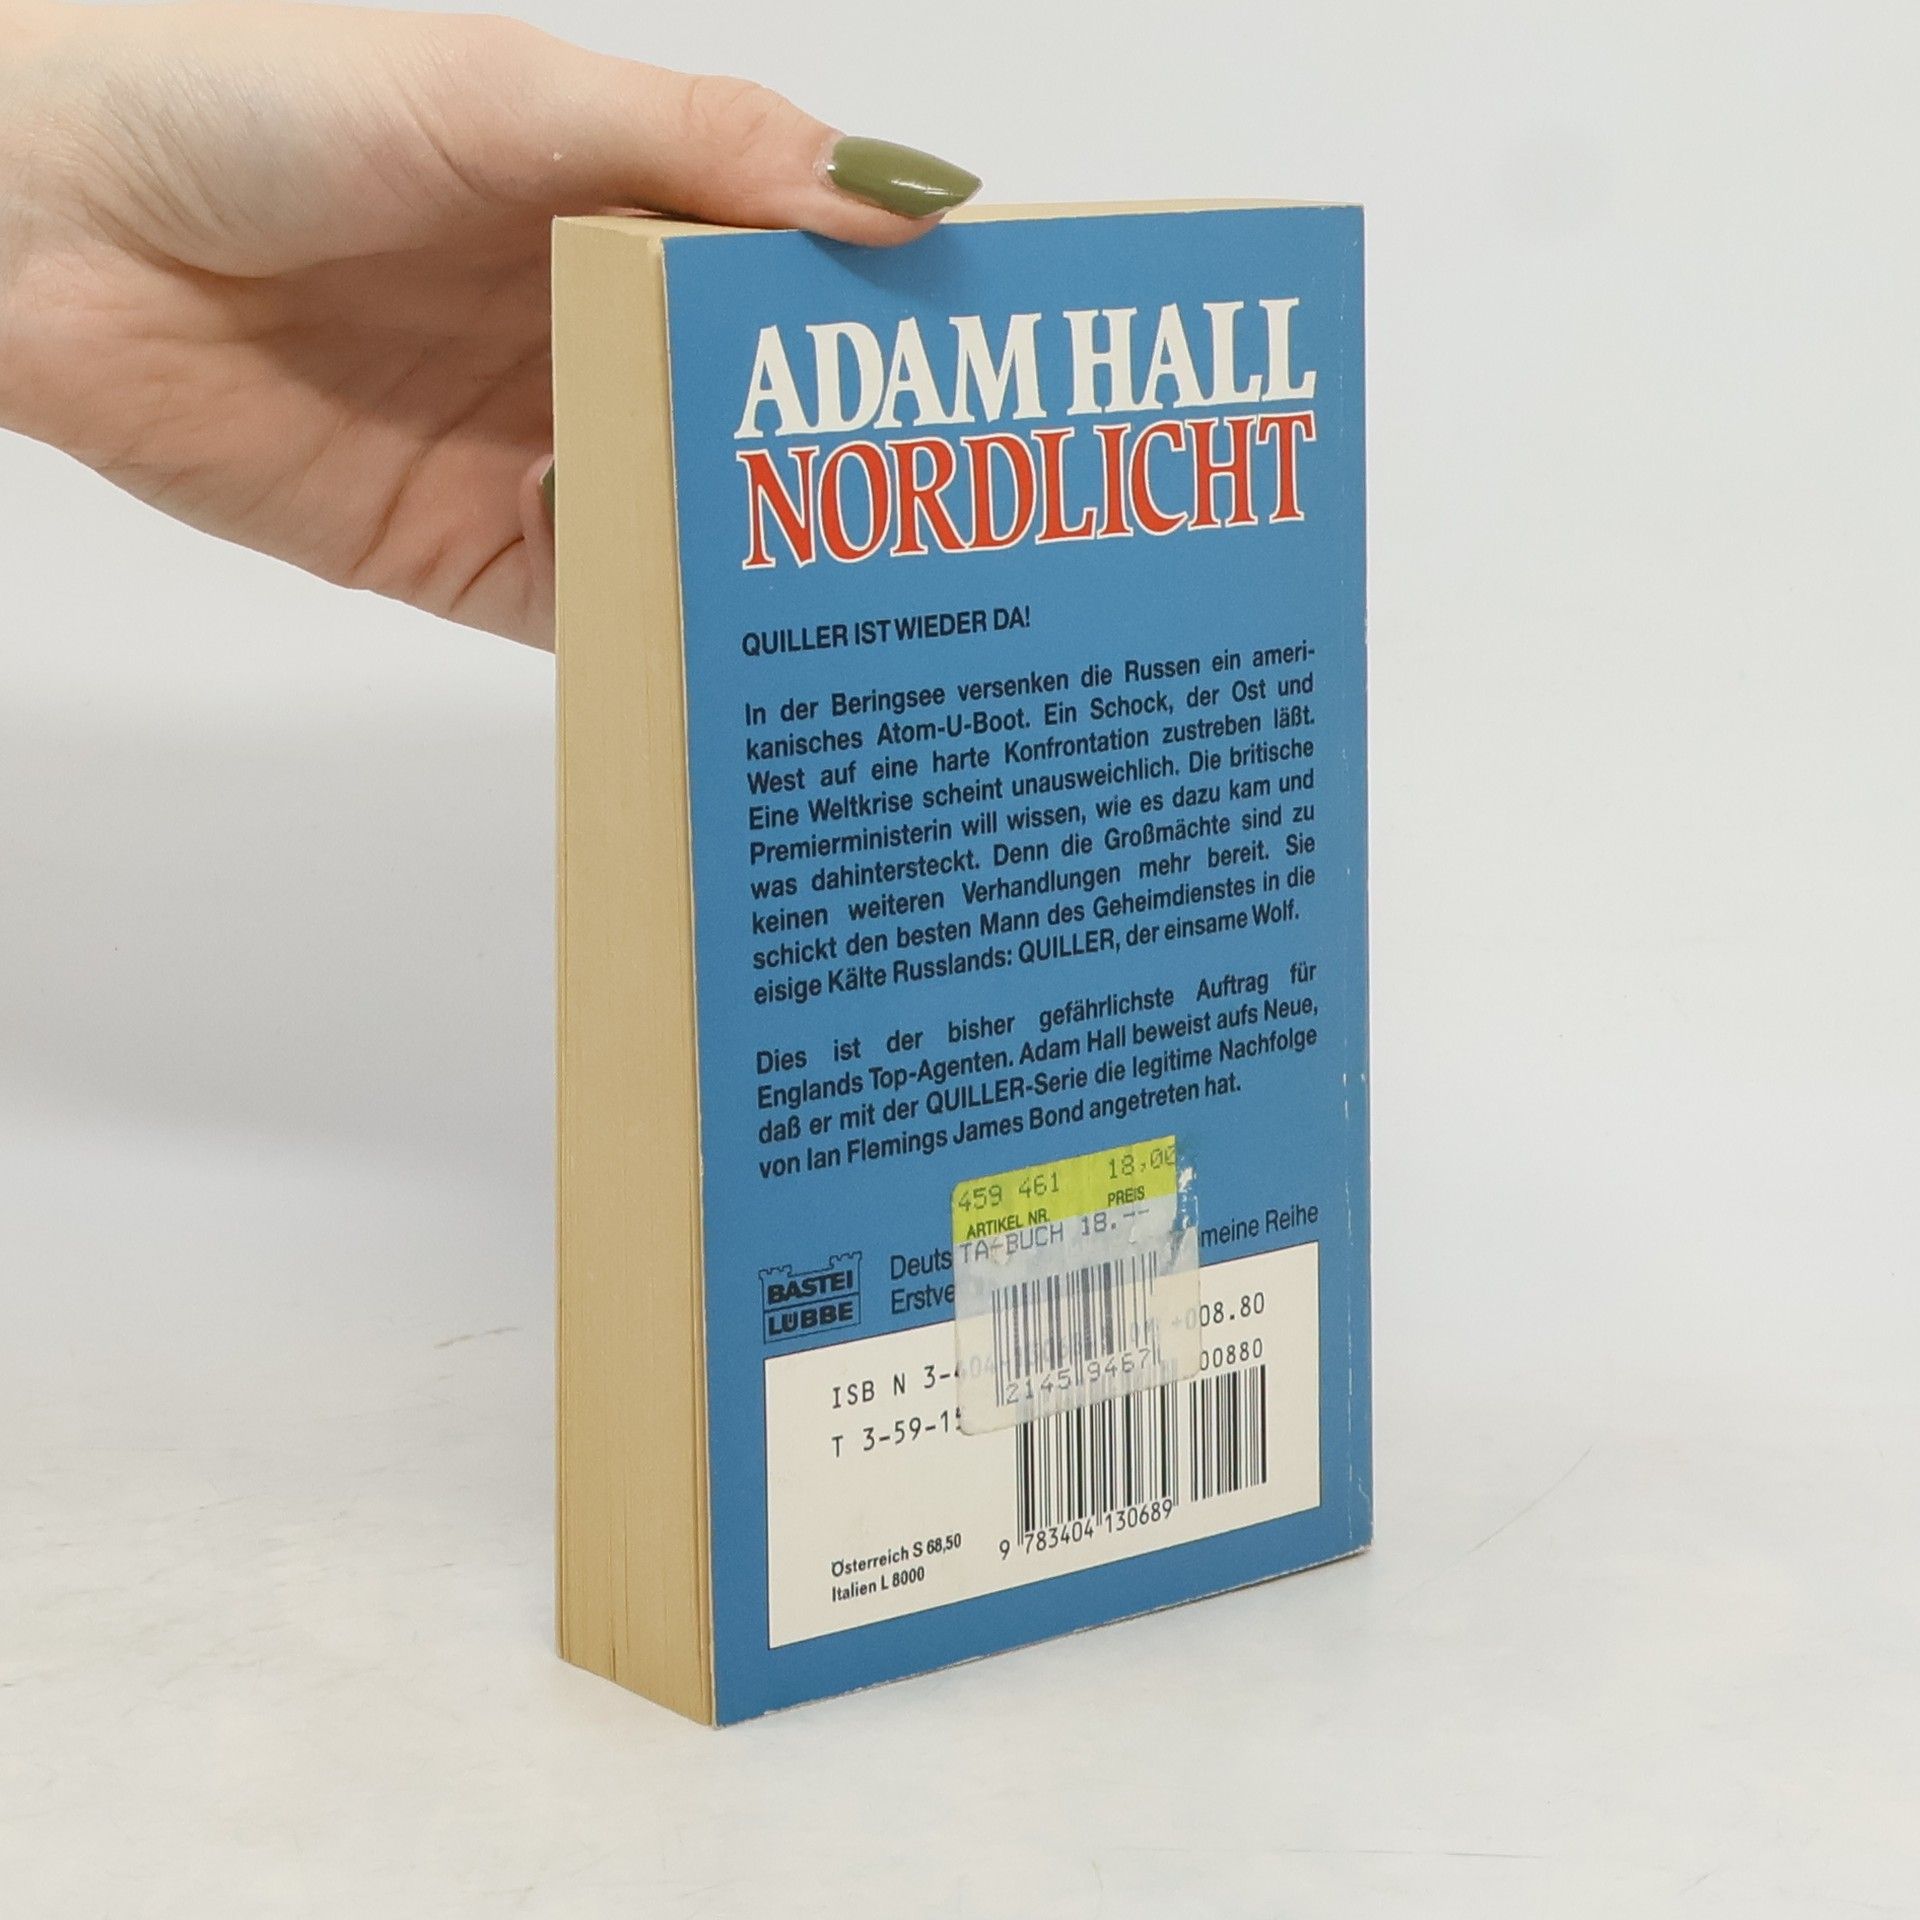 ADAM HALL
NORDLICHT
QUILLER IST WIEDER DA!
In der Beringsee versenken die Russen ein ameri-
kanisches Atom-U-Boot. Ein Schock, der Ost und
West auf eine harte Konfrontation zustreben läßt.
Eine Weltkrise scheint unausweichlich. Die britische
Premierministerin will wissen, wie es dazu kam und
was dahintersteckt. Denn die Großmächte sind zu
keinen weiteren Verhandlungen mehr bereit. Sie
schickt den besten Mann des Geheimdienstes in die
eisige Kälte Russlands: QUILLER, der einsame Wolf.
Dies ist der bisher gefährlichste Auftrag für
Englands Top-Agenten. Adam Hall beweist aufs Neue,
daß er mit der QUILLER-Serie die legitime Nachfolge
von Ian Flemings James Bond angetreten hat.
459 461 18,00
ARTIKEL NR. PREIS
TA-BUCH 18.--
21459467
BASTEI
LÜBBE
Deuts meine Reihe
Erstve
ISB N 3- 008.80
T 3-59-1 00880
9 783404 130689
Österreich S 68,50
Italien L 8000